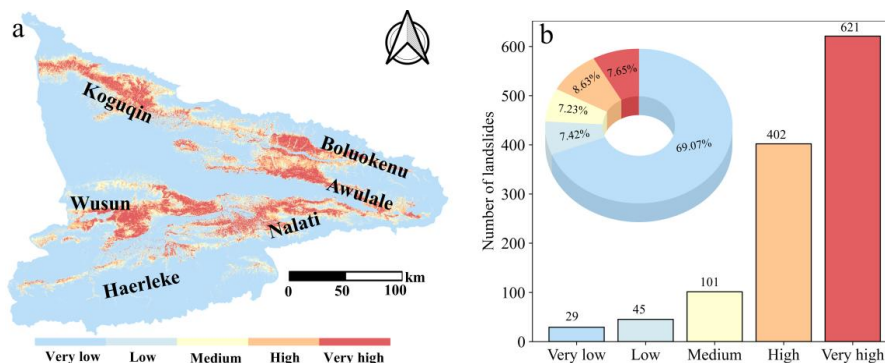 a
Koguqin
Boluokenu
Awulale
Wusun
Nalati
Haerleke
km
0 50 100
Very low Low Medium High Very high
b
Number of landslides
600
500
400
300
200
100
0
7.65%
8.63%
7.23%
7.42%
69.07%
29
45
101
402
621
Very low Low Medium High Very high